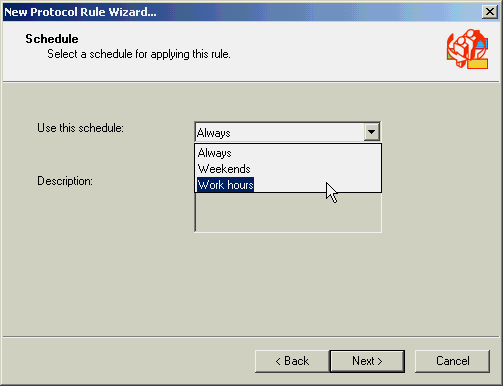 New Protocol Rule Wizard...
Schedule
Select a schedule for applying this rule.
Use this schedule:
Always
Always
Weekends
Work hours
Description:
< Back
Next >
Cancel